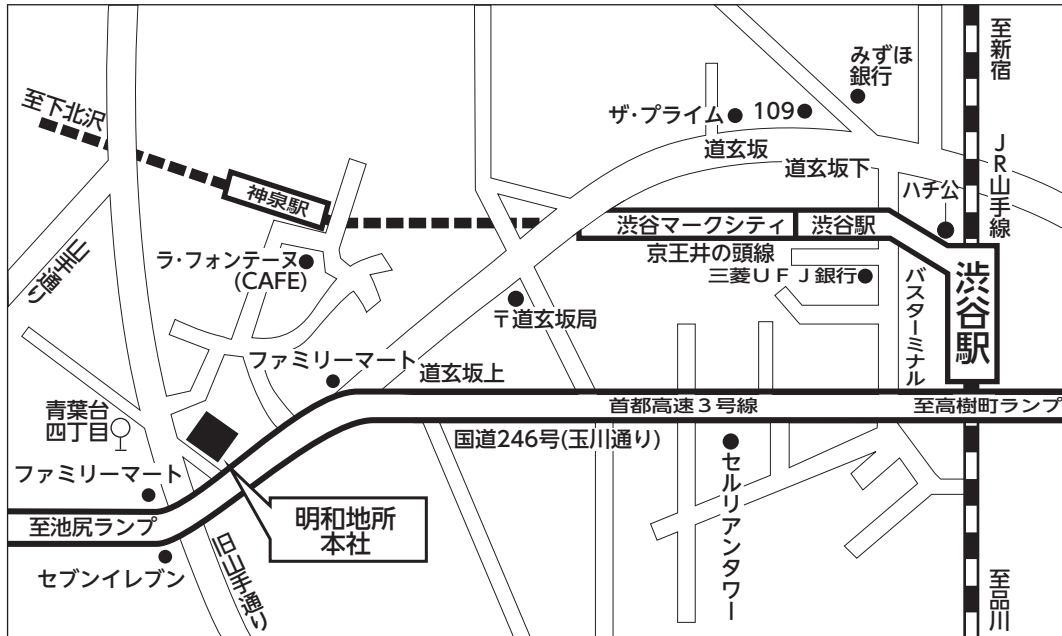 至新宿
みずほ
銀行
至下北沢
ザ・プライム
109
JR山手線
道玄坂
道玄坂下
神泉駅
ハチ公
渋谷マークシティ
渋谷駅
京王井の頭線
山手通り
ラ・フォンテーヌ
(CAFE)
三菱UFJ銀行
バスターミナル
渋谷駅
〒道玄坂局
ファミリーマート
道玄坂上
首都高速3号線
至高樹町ランプ
青葉台
四丁目
国道246号(玉川通り)
ファミリーマート
セルリアンタワー
明和地所
本社
至池尻ランプ
旧山手通り
セブンイレブン
至品川